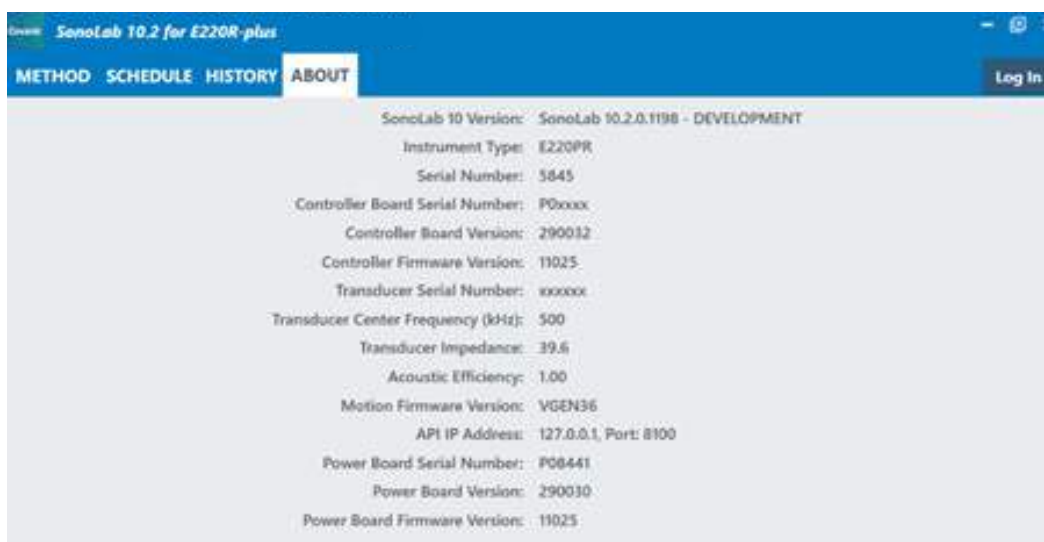 SonoLab 10.2 for E220R-plus
METHOD SCHEDULE HISTORY ABOUT Log In
SonoLab 10 Version: SonoLab 10.2.0.1198 - DEVELOPMENT
Instrument Type: E220PR
Serial Number: 5845
Controller Board Serial Number: P0xxxx
Controller Board Version: 290032
Controller Firmware Version: 11025
Transducer Serial Number: xxxxxx
Transducer Center Frequency (kHz): 500
Transducer Impedance: 39.6
Acoustic Efficiency: 1.00
Motion Firmware Version: VGEN36
API IP Address: 127.0.0.1, Port: 8100
Power Board Serial Number: P08441
Power Board Version: 290030
Power Board Firmware Version: 11025